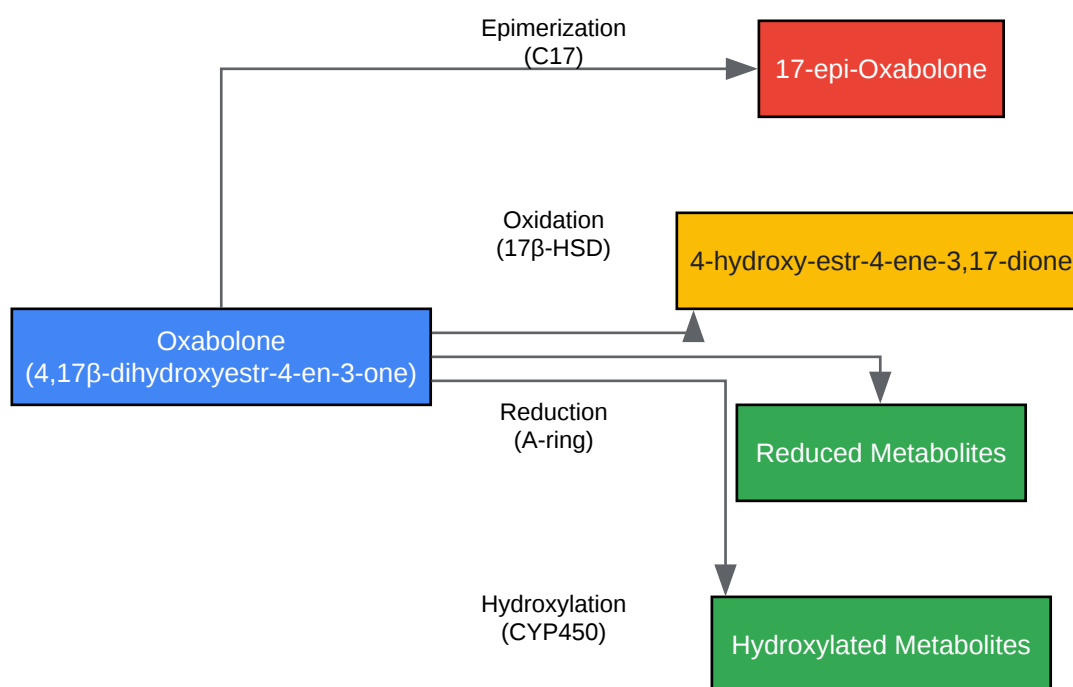 Epimerization
(C17)
17-epi-Oxabolone
Oxidation
(17β-HSD)
4-hydroxy-estr-4-ene-3,17-dione
Oxabolone
(4,17β-dihydroxyestr-4-en-3-one)
Reduction
(A-ring)
Reduced Metabolites
Hydroxylation
(CYP450)
Hydroxylated Metabolites